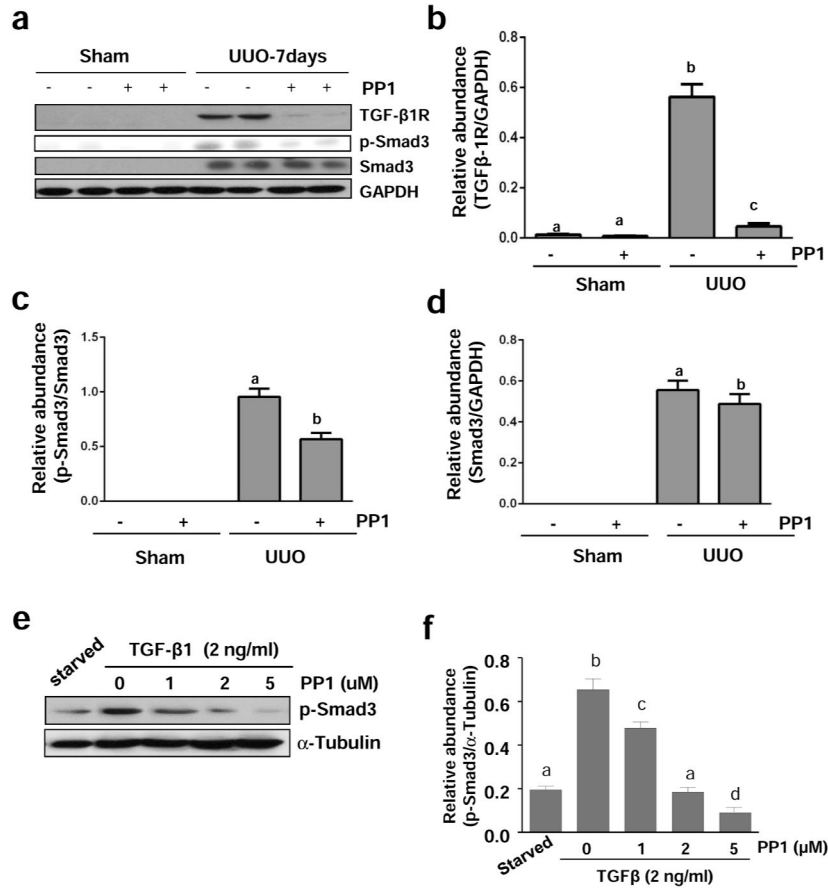 a
Sham UUO-7days
- - + + - - + + PP1
TGF-β1R
p-Smad3
Smad3
GAPDH
b
Relative abundance
(TGFβ-1R/GAPDH)
0.8
0.6
0.4
0.2
0.0
a a b c
- + - + PP1
Sham UUO
c
Relative abundance
(p-Smad3/Smad3)
1.5
1.0
0.5
0.0
a b
- + - + PP1
Sham UUO
d
Relative abundance
(Smad3/GAPDH)
0.8
0.6
0.4
0.2
0.0
a b
- + - + PP1
Sham UUO
e
starved TGF-β1 (2 ng/ml)
0 1 2 5 PP1 (uM)
p-Smad3
α-Tubulin
f
Relative abundance
(p-Smad3/α-Tubulin)
0.8
0.6
0.4
0.2
0.0
a b c a d
Starved 0 1 2 5 PP1 (µM)
TGFβ (2 ng/ml)